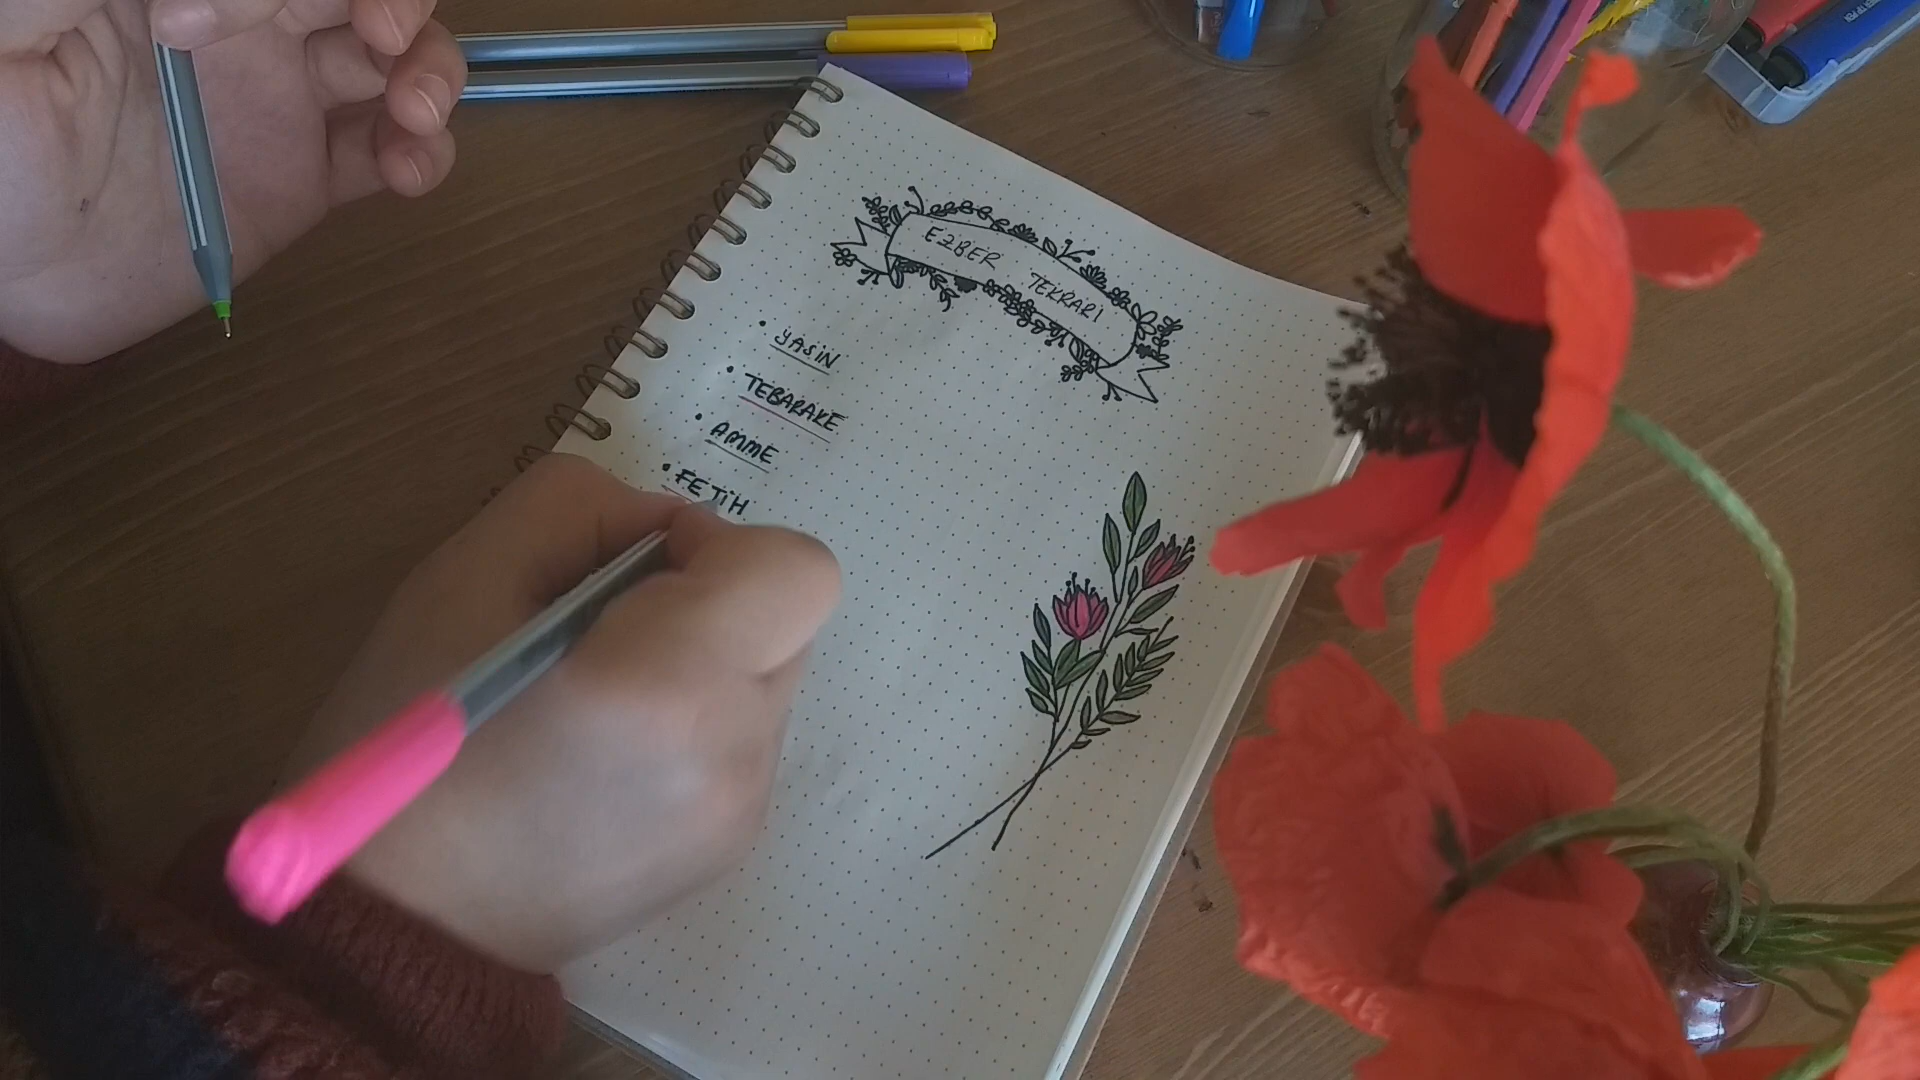 EZBER TEKRARI
• YASİN
• TEBARAKE
• AMME
• FETİH